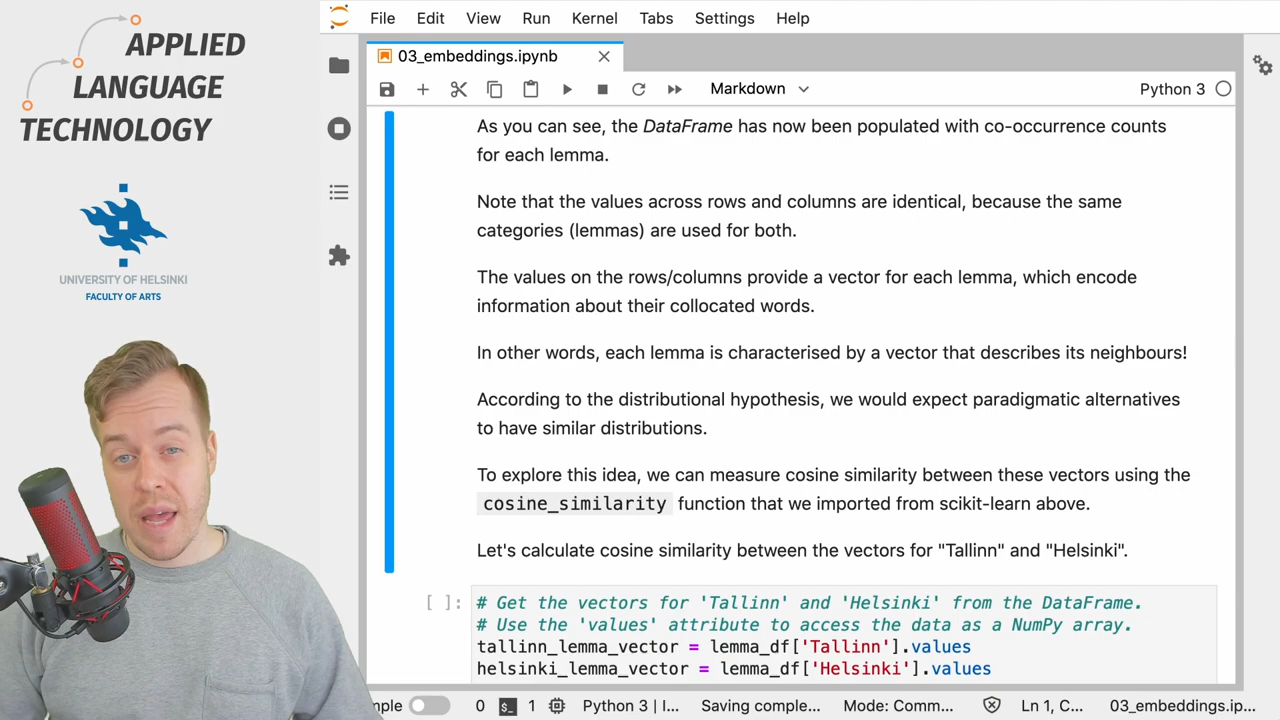 APPLIED
LANGUAGE
TECHNOLOGY
UNIVERSITY OF HELSINKI
FACULTY OF ARTS
File Edit View Run Kernel Tabs Settings Help
03_embeddings.ipynb
Markdown
Python 3
As you can see, the DataFrame has now been populated with co-occurrence counts
for each lemma.
Note that the values across rows and columns are identical, because the same
categories (lemmas) are used for both.
The values on the rows/columns provide a vector for each lemma, which encode
information about their collocated words.
In other words, each lemma is characterised by a vector that describes its neighbours!
According to the distributional hypothesis, we would expect paradigmatic alternatives
to have similar distributions.
To explore this idea, we can measure cosine similarity between these vectors using the
cosine_similarity function that we imported from scikit-learn above.
Let's calculate cosine similarity between the vectors for "Tallinn" and "Helsinki".
[ ]: # Get the vectors for 'Tallinn' and 'Helsinki' from the DataFrame.
# Use the 'values' attribute to access the data as a NumPy array.
tallinn_lemma_vector = lemma_df['Tallinn'].values
helsinki_lemma_vector = lemma_df['Helsinki'].values
mple 0 1 Python 3 | I... Saving comple... Mode: Comm... Ln 1, C... 03_embeddings.ip...